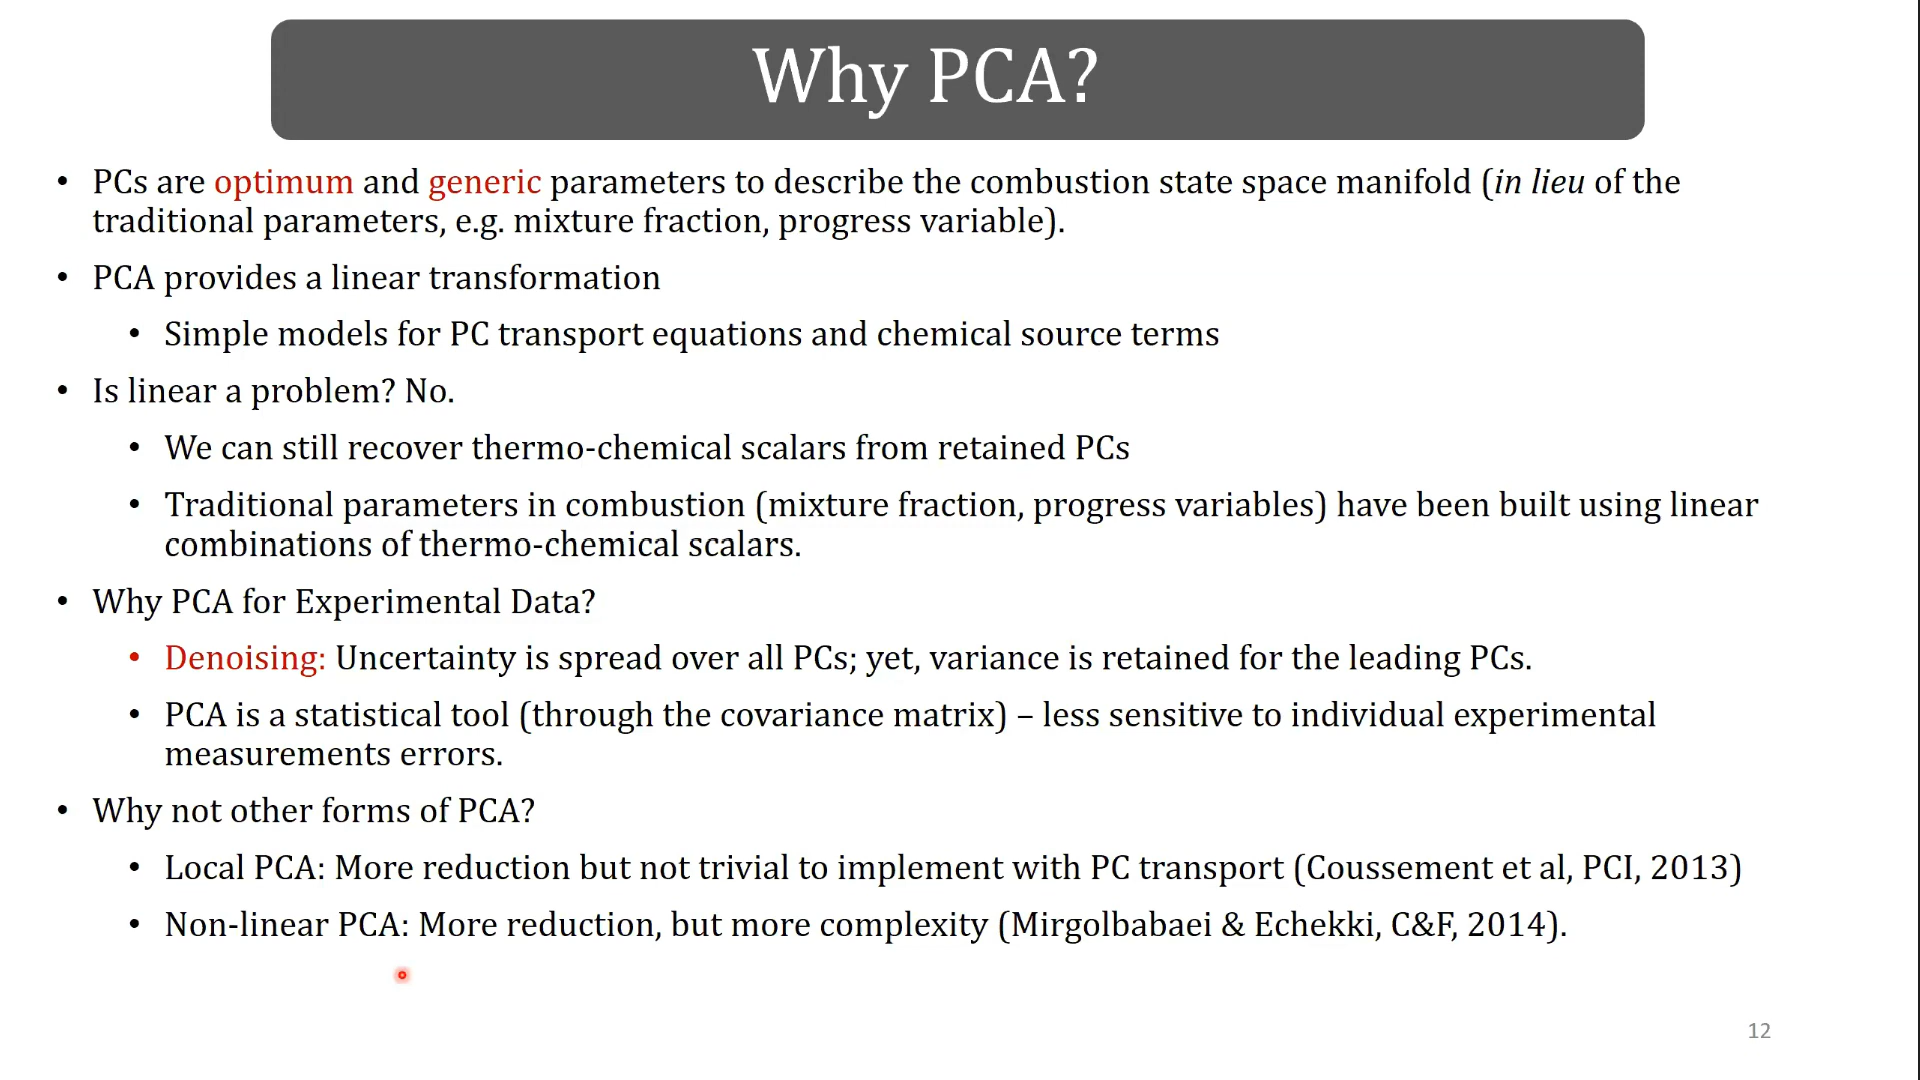 Why PCA?
• PCs are optimum and generic parameters to describe the combustion state space manifold (in lieu of the
traditional parameters, e.g. mixture fraction, progress variable).
• PCA provides a linear transformation
• Simple models for PC transport equations and chemical source terms
• Is linear a problem? No.
• We can still recover thermo-chemical scalars from retained PCs
• Traditional parameters in combustion (mixture fraction, progress variables) have been built using linear
combinations of thermo-chemical scalars.
• Why PCA for Experimental Data?
• Denoising: Uncertainty is spread over all PCs; yet, variance is retained for the leading PCs.
• PCA is a statistical tool (through the covariance matrix) – less sensitive to individual experimental
measurements errors.
• Why not other forms of PCA?
• Local PCA: More reduction but not trivial to implement with PC transport (Coussement et al, PCI, 2013)
• Non-linear PCA: More reduction, but more complexity (Mirgolbabaei & Echekki, C&F, 2014).
12